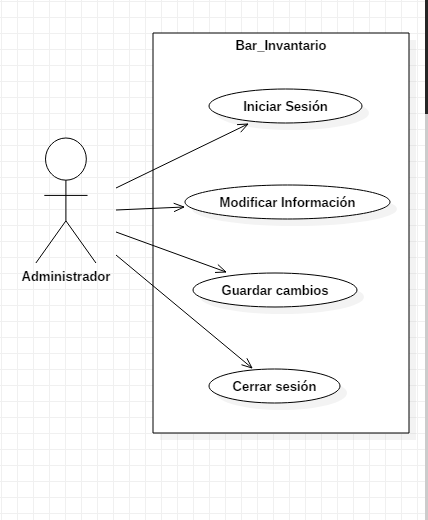 Bar_Invantario
Iniciar Sesión
Modificar Información
Administrador
Guardar cambios
Cerrar sesión